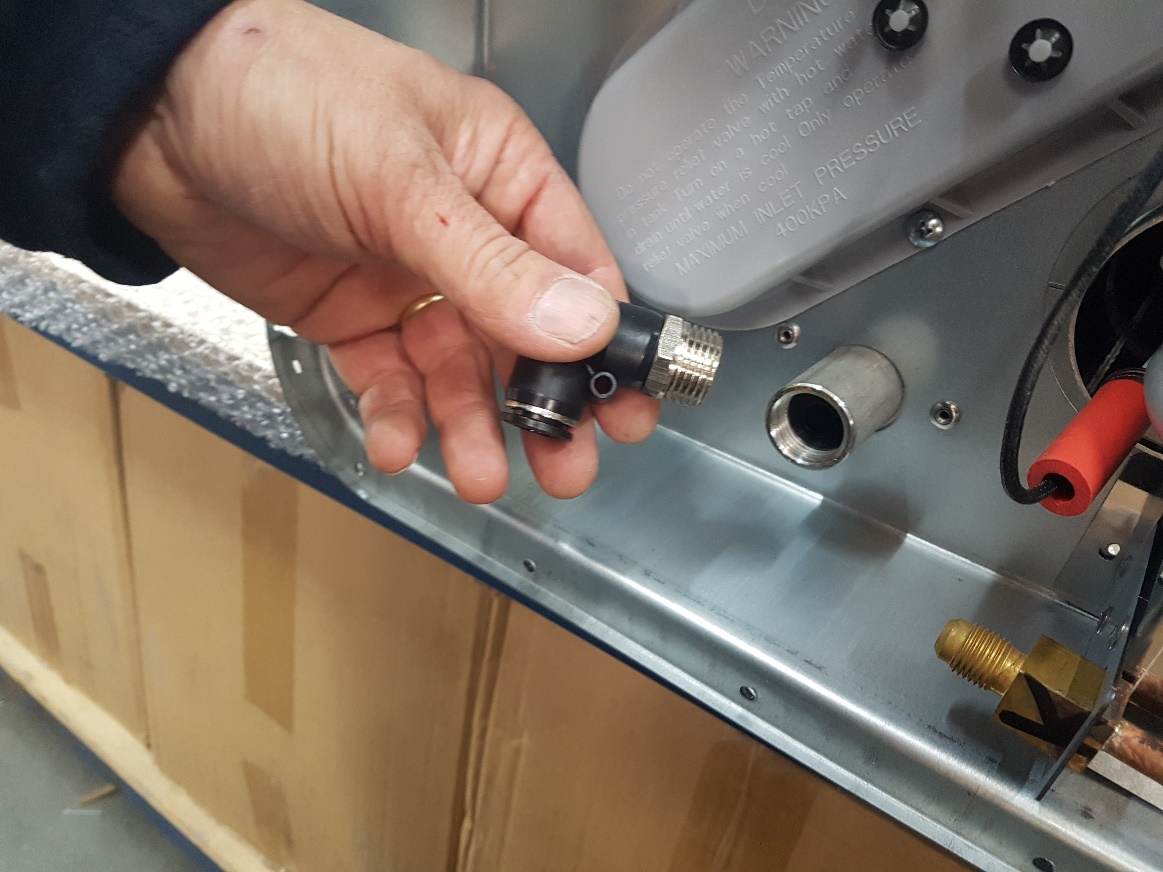 WARNING
Do not operate the Temperature
pressure relief valve with hot water
in tank. Turn on a hot tap and
drain until water is cool Only operate
relief valve when cool
MAXIMUM INLET PRESSURE
400KPA